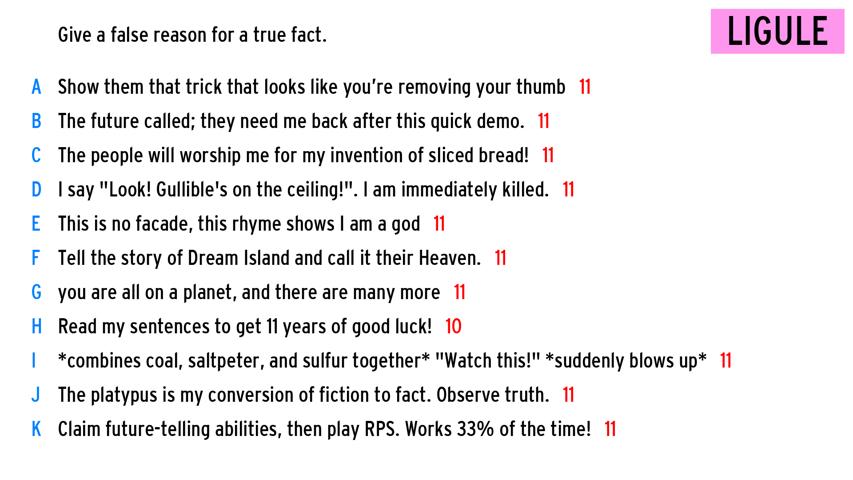 Give a false reason for a true fact.
LIGULE
A Show them that trick that looks like you're removing your thumb 11
B The future called; they need me back after this quick demo. 11
C The people will worship me for my invention of sliced bread! 11
D I say "Look! Gullible's on the ceiling!". I am immediately killed. 11
E This is no facade, this rhyme shows I am a god 11
F Tell the story of Dream Island and call it their Heaven. 11
G you are all on a planet, and there are many more 11
H Read my sentences to get 11 years of good luck! 10
I *combines coal, saltpeter, and sulfur together* "Watch this!" *suddenly blows up* 11
J The platypus is my conversion of fiction to fact. Observe truth. 11
K Claim future-telling abilities, then play RPS. Works 33% of the time! 11